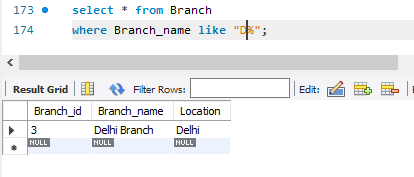 173 select * from Branch
174 where Branch_name like "D%";
Result Grid Filter Rows: Edit:
Branch_id Branch_name Location
3 Delhi Branch Delhi
NULL NULL NULL